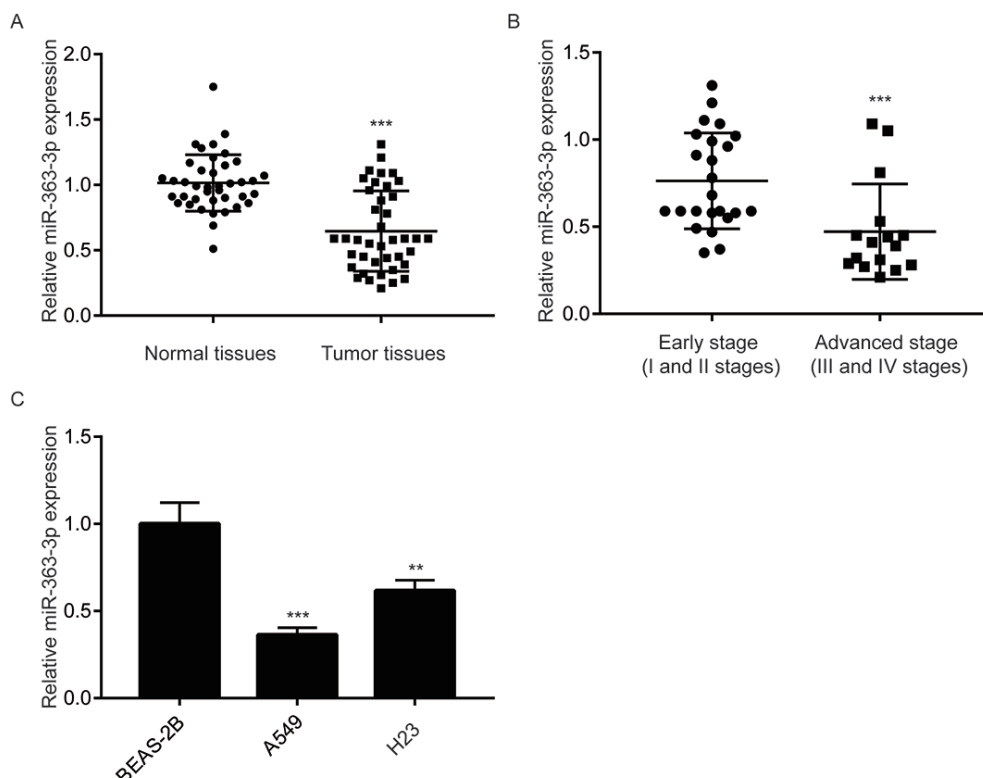 A
Relative miR-363-3p expression
2.0
1.5
1.0
0.5
0.0
***
Normal tissues
Tumor tissues
B
Relative miR-363-3p expression
1.5
1.0
0.5
0.0
***
Early stage
(I and II stages)
Advanced stage
(III and IV stages)
C
Relative miR-363-3p expression
1.5
1.0
0.5
0.0
***
**
BEAS-2B
A549
H23